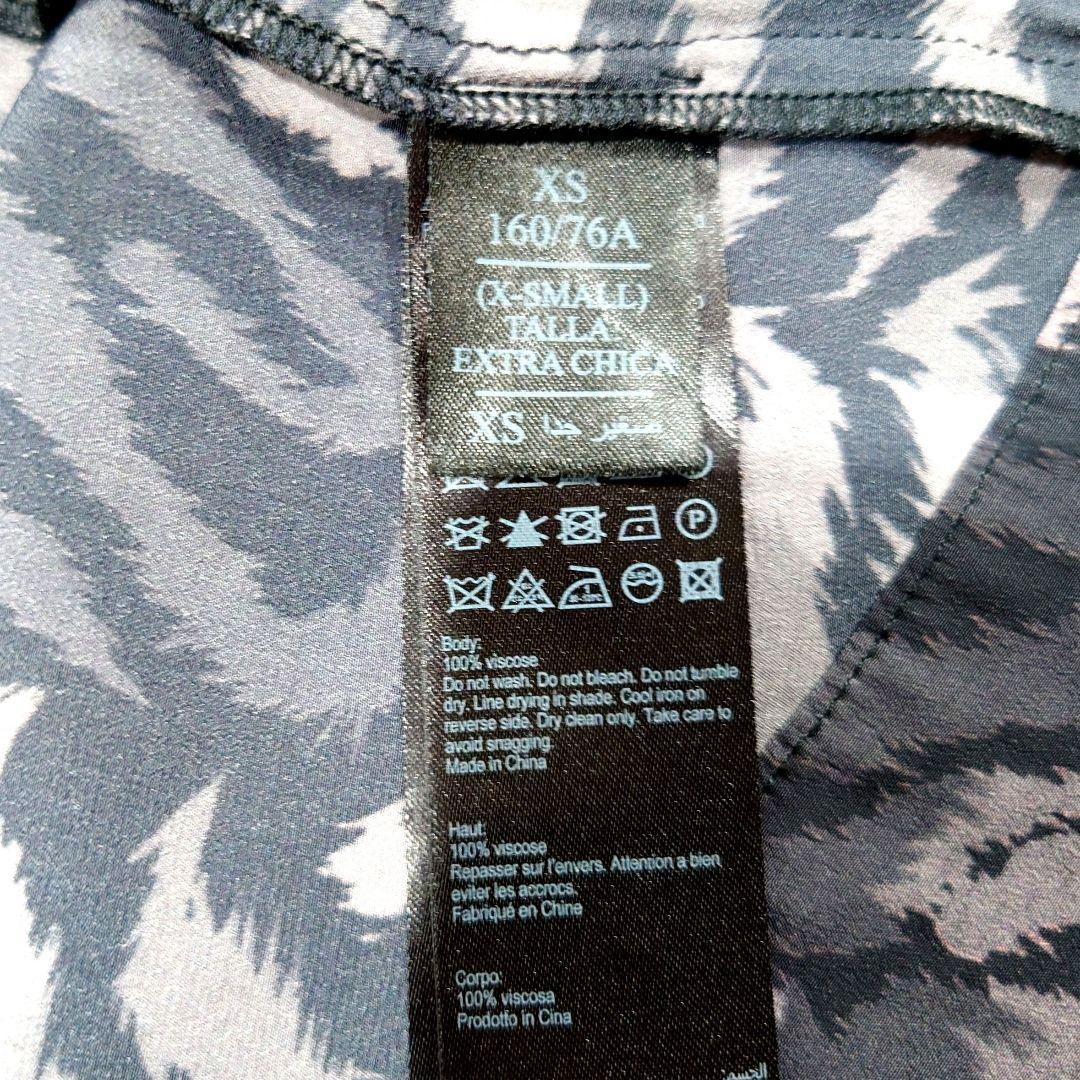 XS
160/76A
(X-SMALL)
TALLA:
EXTRA CHICA
XS صغير جدا
P
Body:
100% viscose
Do not wash. Do not bleach. Do not tumble
dry. Line drying in shade. Cool iron on
reverse side. Dry clean only. Take care to
avoid snagging.
Made in China
Haut:
100% viscose
Repasser sur l'envers. Attention a bien
eviter les accrocs.
Fabriqué en Chine
Corpo:
100% viscosa
Prodotto in Cina
الجسم: